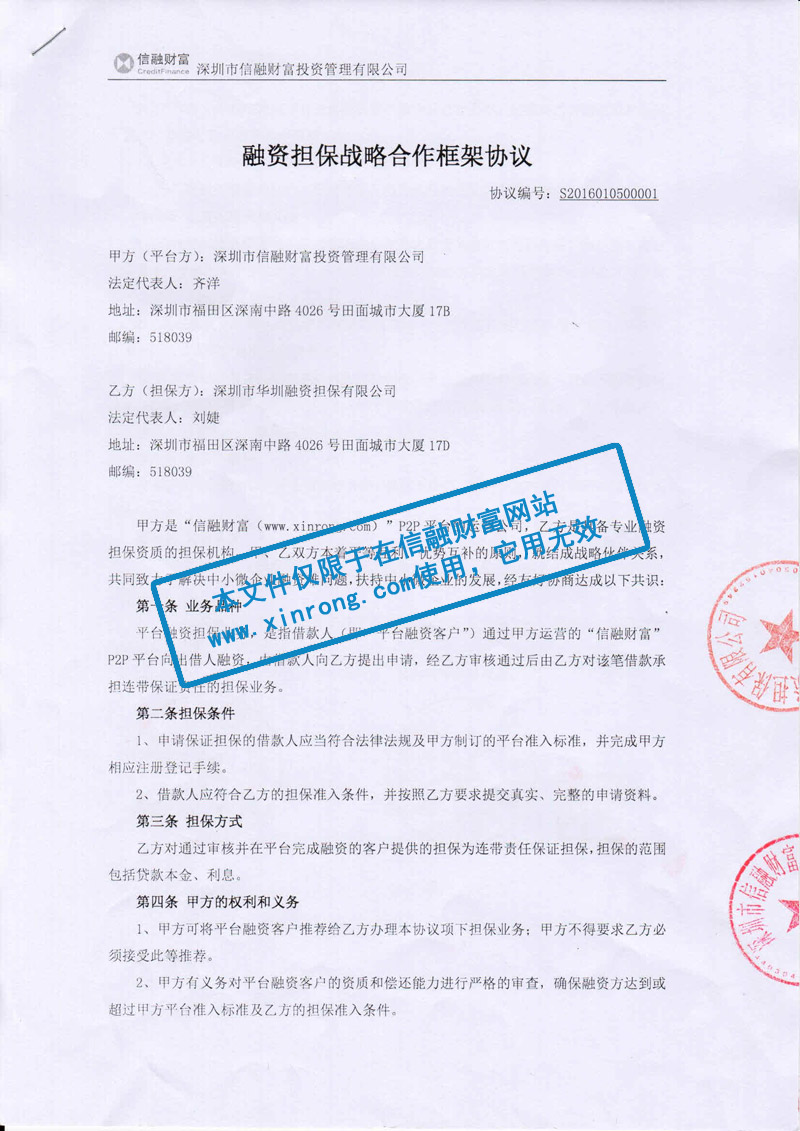 信融财富
CreditFinance 深圳市信融财富投资管理有限公司
融资担保战略合作框架协议
协议编号：S2016010500001
甲方（平台方）：深圳市信融财富投资管理有限公司
法定代表人：齐洋
地址：深圳市福田区深南中路 4026 号田面城市大厦 17B
邮编：518039
乙方（担保方）：深圳市华圳融资担保有限公司
法定代表人：刘婕
地址：深圳市福田区深南中路 4026 号田面城市大厦 17D
邮编：518039
甲方是“信融财富（www.xinrong.com）”P2P 平台 公司，乙方是 备专业融资
担保资质的担保机构，甲、乙双方本着平等 优势互补的原则，就结成战略伙伴关系，
共同致力于解决中小微企业融资难问题，扶持中小微企业的发展，经友好协商达成以下共识：
第一条 业务品种
平台融资担保业 是指借款人（即“平台融资客户”）通过甲方运营的“信融财富”
P2P 平台向出借人融资，由借款人向乙方提出申请，经乙方审核通过后由乙方对该笔借款承
担连带保证责任的担保业务。
第二条担保条件
1、申请保证担保的借款人应当符合法律法规及甲方制订的平台准入标准，并完成甲方
相应注册登记手续。
2、借款人应符合乙方的担保准入条件，并按照乙方要求提交真实、完整的申请资料。
第三条 担保方式
乙方对通过审核并在平台完成融资的客户提供的担保为连带责任保证担保，担保的范围
包括贷款本金、利息。
第四条 甲方的权利和义务
1、甲方可将平台融资客户推荐给乙方办理本协议项下担保业务；甲方不得要求乙方必
须接受此等推荐。
2、甲方有义务对平台融资客户的资质和偿还能力进行严格的审查，确保融资方达到或
超过甲方平台准入标准及乙方的担保准入条件。
本文件仅限于在信融财富网站
www.xinrong.com使用，它用无效
资担保有限公司
深圳市信融财富